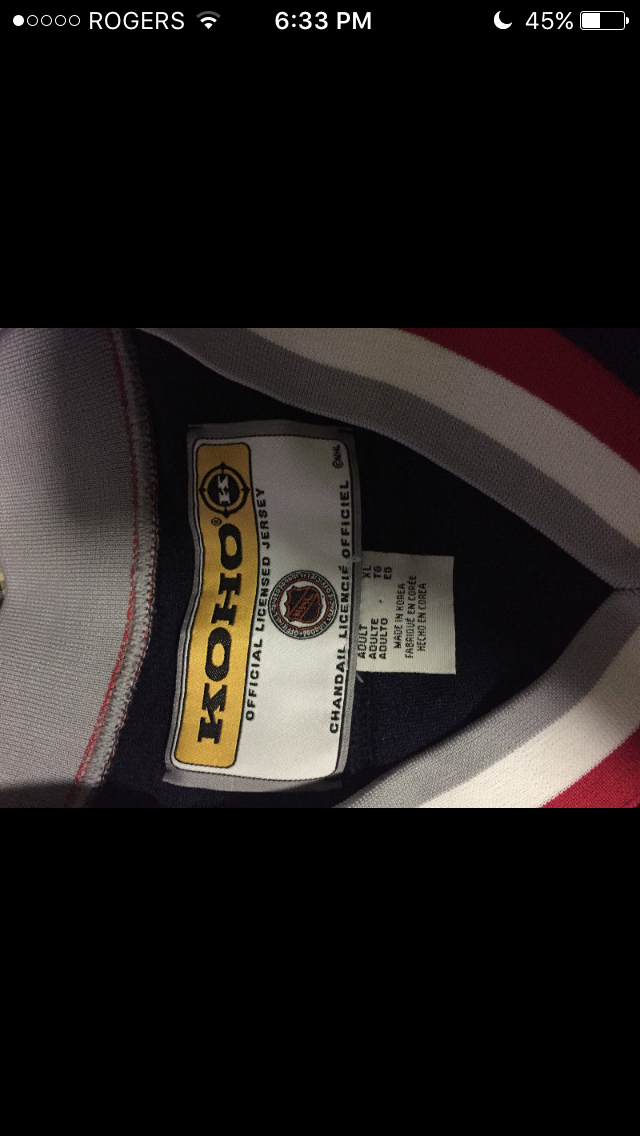 ROGERS 6:33 PM 45%
KOHO®
OFFICIAL LICENSED JERSEY
CHANDAIL LICENCIÉ OFFICIEL ©NHL
ADULT XL
ADULTE TG
ADULTO EG
MADE IN KOREA
FABRIQUÉ EN CORÉE
HECHO EN COREA